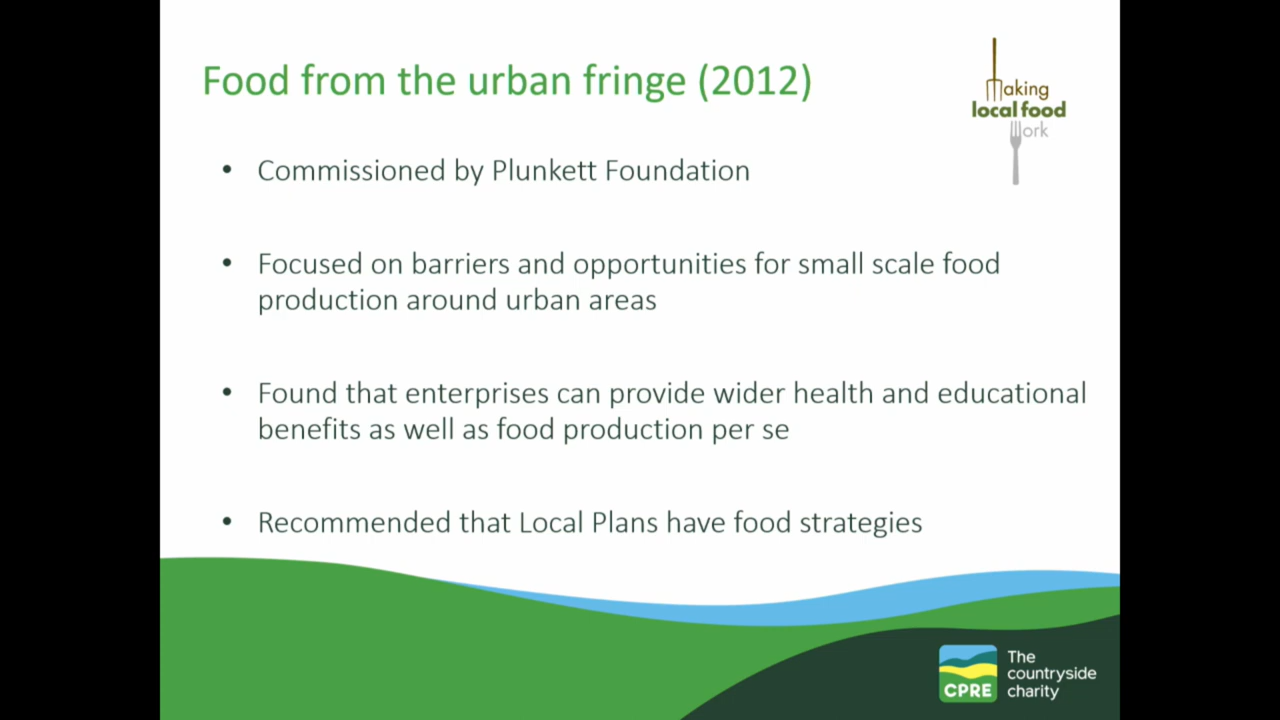 Food from the urban fringe (2012)
Making
local food
Work
• Commissioned by Plunkett Foundation
• Focused on barriers and opportunities for small scale food
production around urban areas
• Found that enterprises can provide wider health and educational
benefits as well as food production per se
• Recommended that Local Plans have food strategies
CPRE
The
countryside
charity